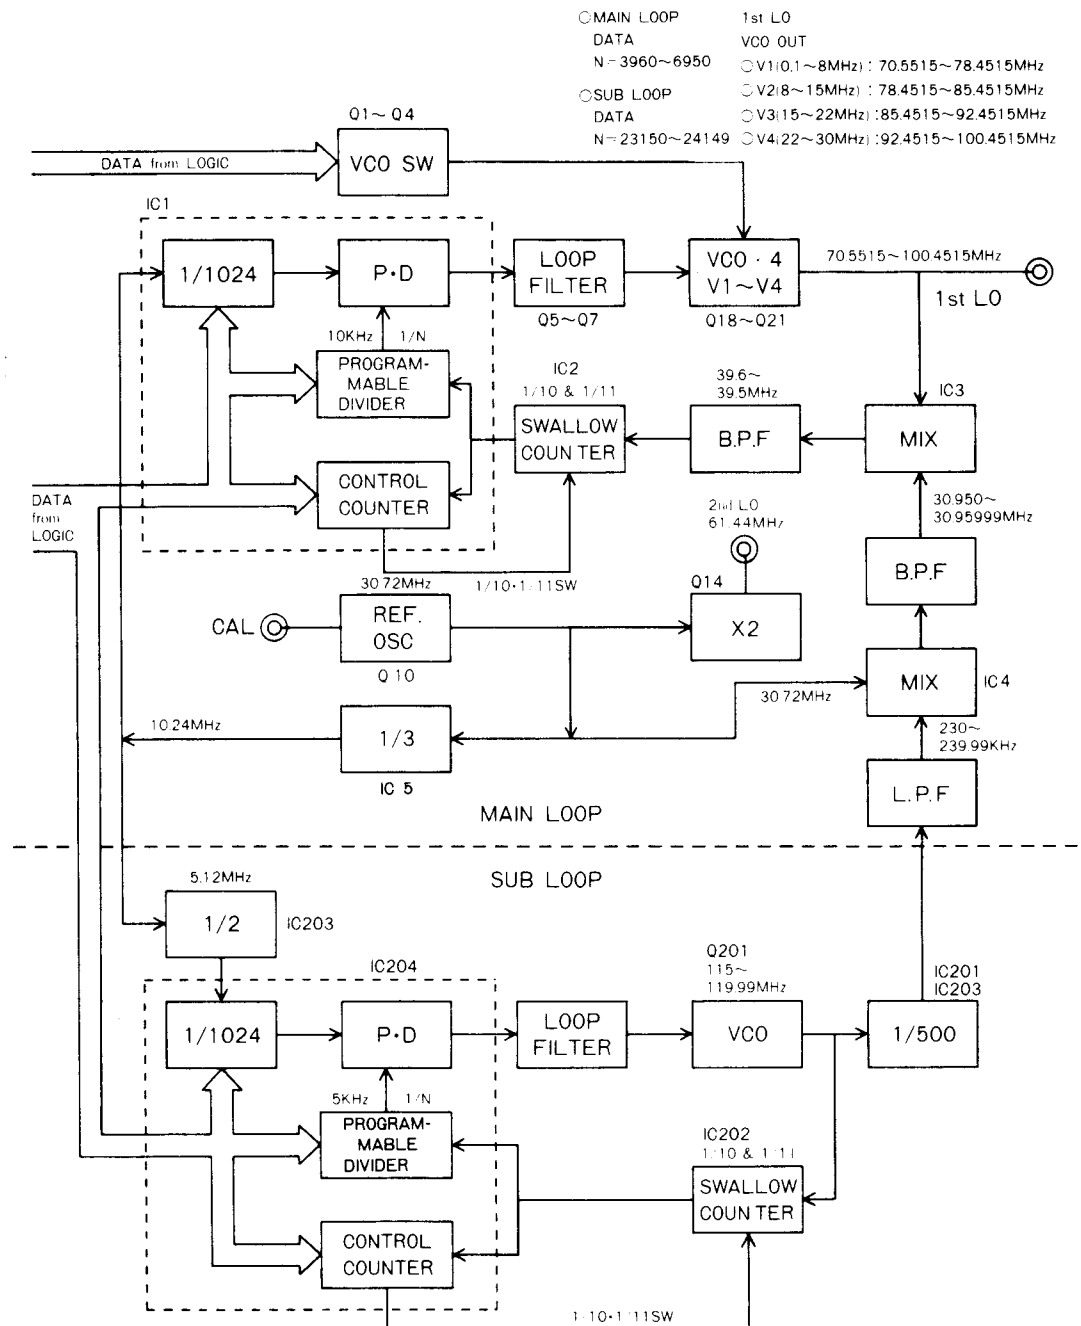 ○MAIN LOOP
DATA
N=3960~6950
○SUB LOOP
DATA
N=23150~24149
1st LO
VCO OUT
○V1(0.1~8MHz) : 70.5515~78.4515MHz
○V2(8~15MHz) : 78.4515~85.4515MHz
○V3(15~22MHz) :85.4515~92.4515MHz
○V4(22~30MHz) :92.4515~100.4515MHz
Q1~Q4
VCO SW
DATA from LOGIC
IC1
1/1024
P·D
LOOP
FILTER
Q5~Q7
VCO·4
V1~V4
Q18~Q21
70.5515~100.4515MHz
1st LO
10KHz
1/N
PROGRAM-
MABLE
DIVIDER
IC2
1/10 & 1/11
SWALLOW
COUNTER
39.6~
39.5MHz
B.P.F
IC3
MIX
CONTROL
COUNTER
DATA
from
LOGIC
1/10·1/11SW
2nd LO
61.44MHz
30.950~
30.95999MHz
B.P.F
30.72MHz
CAL
REF.
OSC
Q10
Q14
X2
MIX
IC4
30.72MHz
10.24MHz
1/3
IC5
230~
239.99KHz
L.P.F
MAIN LOOP
SUB LOOP
5.12MHz
1/2
IC203
IC204
1/1024
P·D
LOOP
FILTER
Q201
115~
119.99MHz
VCO
IC201
IC203
1/500
5KHz
1/N
PROGRAM-
MABLE
DIVIDER
IC202
1/10 & 1/11
SWALLOW
COUNTER
CONTROL
COUNTER
1/10·1/11SW